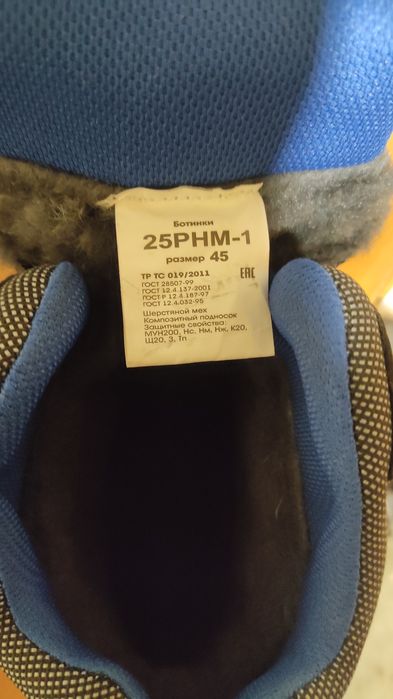 Ботинки
25РНМ-1
размер 45
ТР ТС 019/2011 ЕАС
ГОСТ 28507-99
ГОСТ 12.4.137-2001
ГОСТ Р 12.4.187-97
ГОСТ 12.4.032-95
Шерстяной мех
Композитный подносок
Защитные свойства:
МУН200, Нс, Нм, Нж, К20,
Щ20, З, Тп